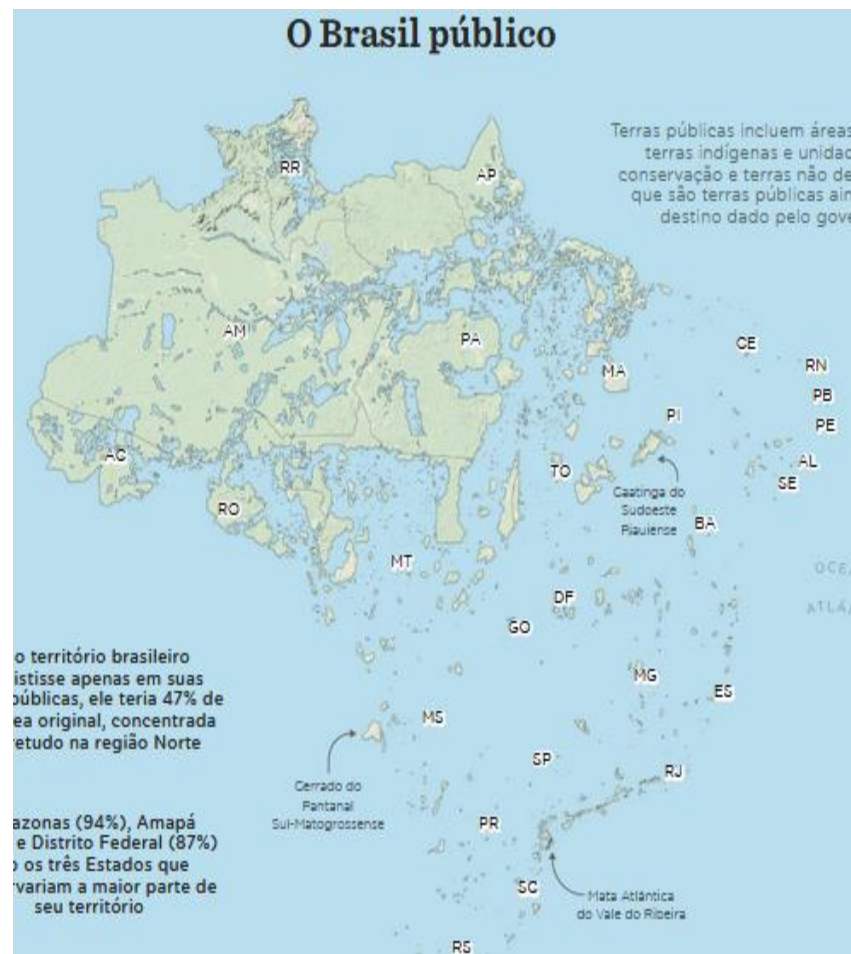 O Brasil público
Terras públicas incluem áreas
terras indígenas e unidad
conservação e terras não de
que são terras públicas ain
destino dado pelo gove
RR
AP
AM
PA
CE
RN
MA
PB
PI
PE
AC
TO
AL
SE
Caatinga do
Sudoeste
Piauiense
RO
BA
MT
OCE
DF
ATLÂ
GO
o território brasileiro
istisse apenas em suas
públicas, ele teria 47% de
ea original, concentrada
retudo na região Norte
MG
ES
MS
SP
RJ
Cerrado do
Pantanal
Sul-Matogrossense
azonas (94%), Amapá
e Distrito Federal (87%)
o os três Estados que
rvariam a maior parte de
seu território
PR
SC
Mata Atlântica
do Vale do Ribeira
RS